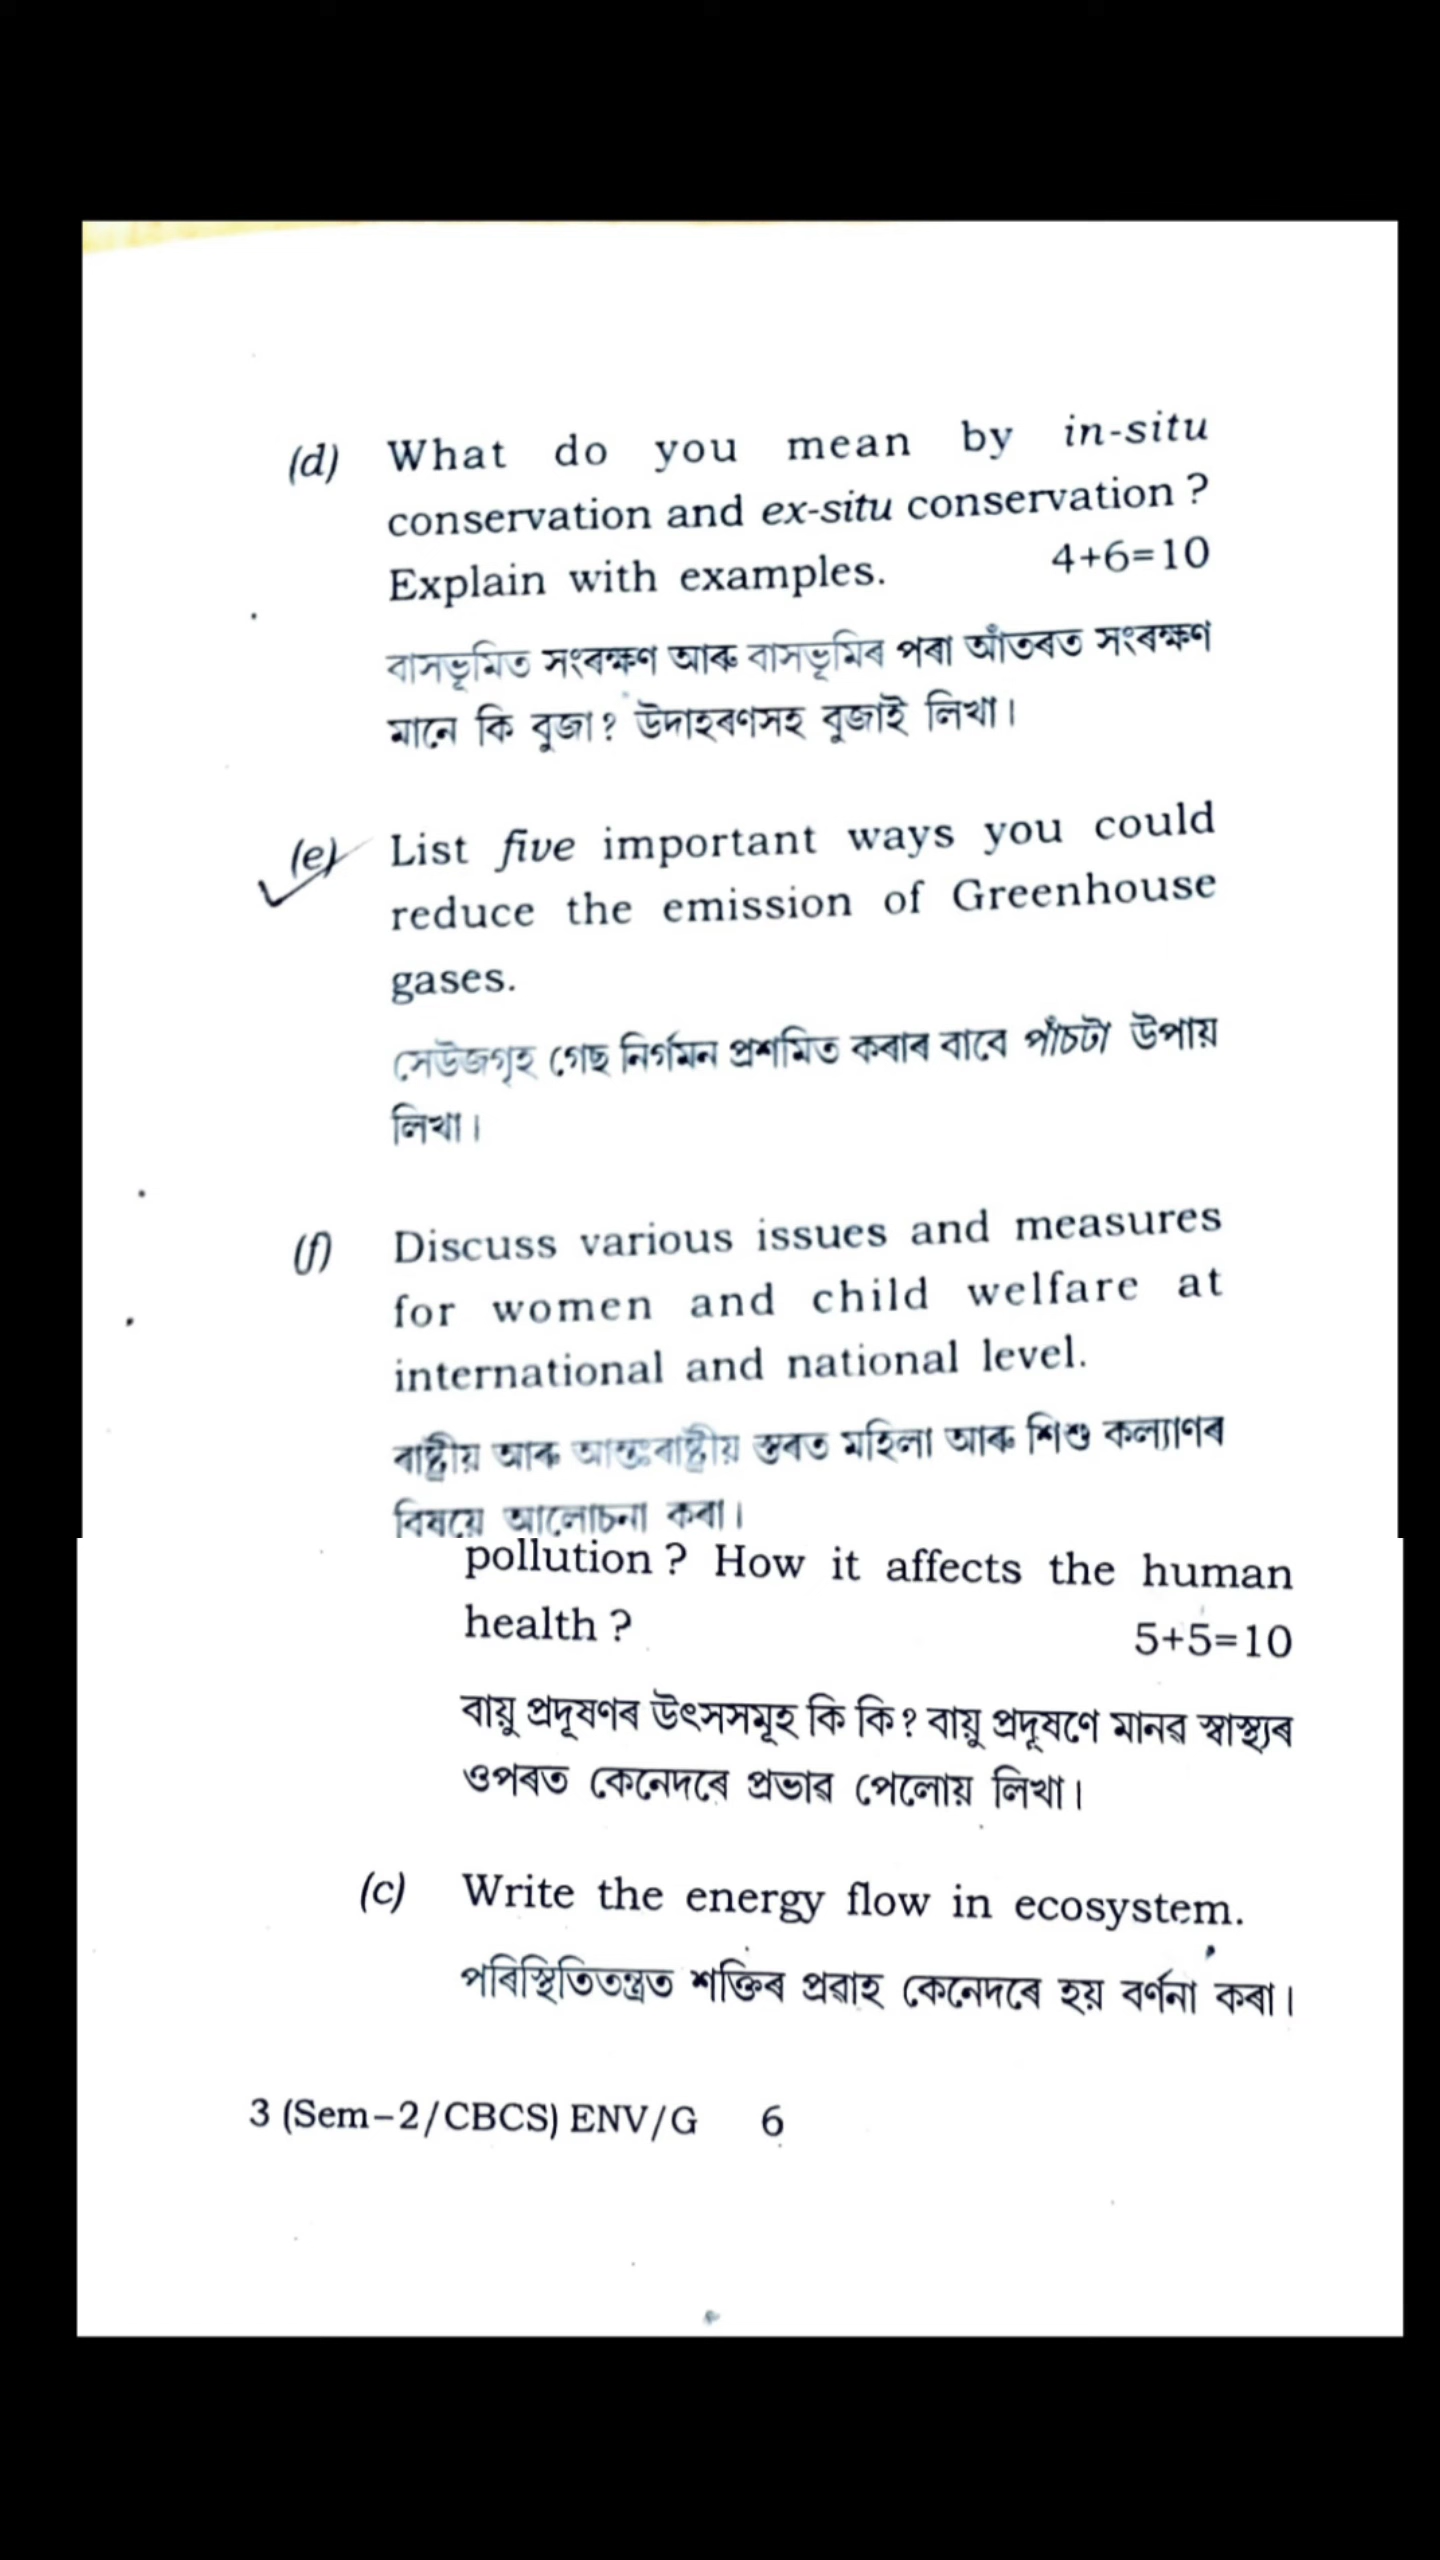 (d) What do you mean by in-situ
conservation and ex-situ conservation ?
Explain with examples. 4+6=10
বাসভূমিত সংৰক্ষণ আৰু বাসভূমিৰ পৰা আঁতৰত সংৰক্ষণ
মানে কি বুজা? উদাহৰণসহ বুজাই লিখা।
(e) List five important ways you could
reduce the emission of Greenhouse
gases.
সেউজগৃহ গেছ নিৰ্গমন প্ৰশমিত কৰাৰ বাবে পাঁচটা উপায়
লিখা।
(f) Discuss various issues and measures
for women and child welfare at
international and national level.
ৰাষ্ট্ৰীয় আৰু আন্তঃৰাষ্ট্ৰীয় স্তৰত মহিলা আৰু শিশু কল্যাণৰ
বিষয়ে আলোচনা কৰা।
pollution ? How it affects the human
health ? 5+5=10
বায়ু প্ৰদূষণৰ উৎসসমূহ কি কি? বায়ু প্ৰদূষণে মানৱ স্বাস্থ্যৰ
ওপৰত কেনেদৰে প্ৰভাৱ পেলোয় লিখা।
(c) Write the energy flow in ecosystem.
পৰিস্থিতিতন্ত্ৰত শক্তিৰ প্ৰৱাহ কেনেদৰে হয় বৰ্ণনা কৰা।
3 (Sem-2/CBCS) ENV/G 6